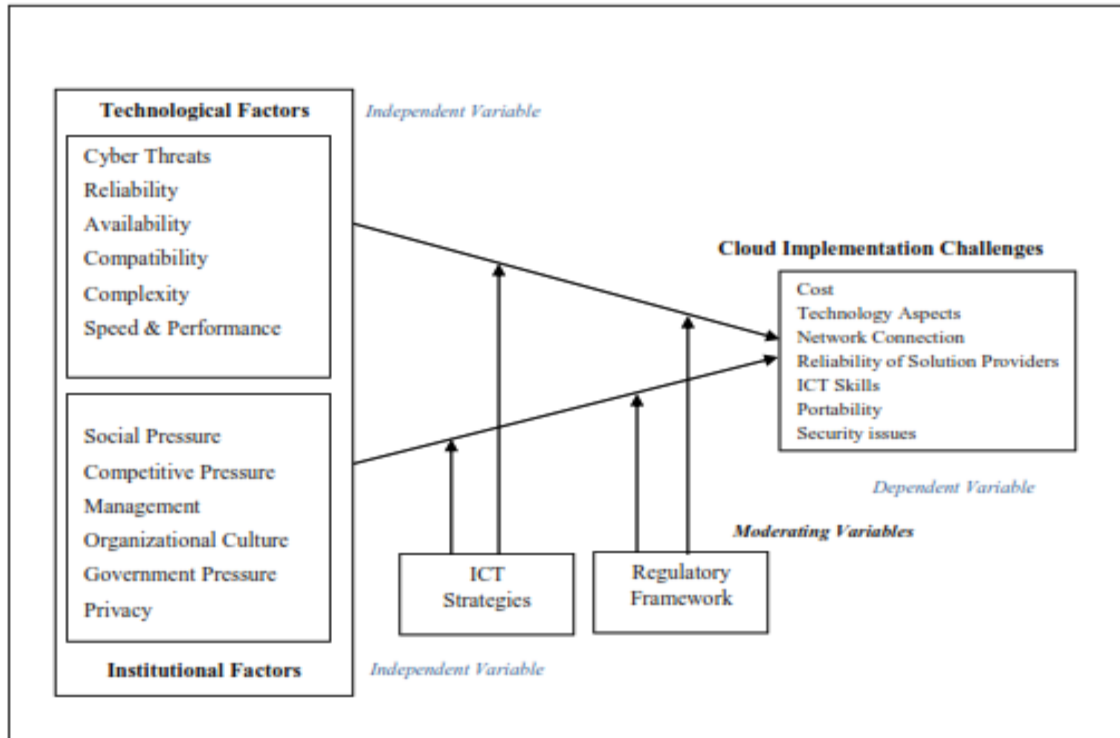 Technological Factors
Independent Variable
Cyber Threats
Reliability
Availability
Compatibility
Complexity
Speed & Performance
Social Pressure
Competitive Pressure
Management
Organizational Culture
Government Pressure
Privacy
Institutional Factors
Independent Variable
ICT
Strategies
Regulatory
Framework
Moderating Variables
Cloud Implementation Challenges
Cost
Technology Aspects
Network Connection
Reliability of Solution Providers
ICT Skills
Portability
Security issues
Dependent Variable